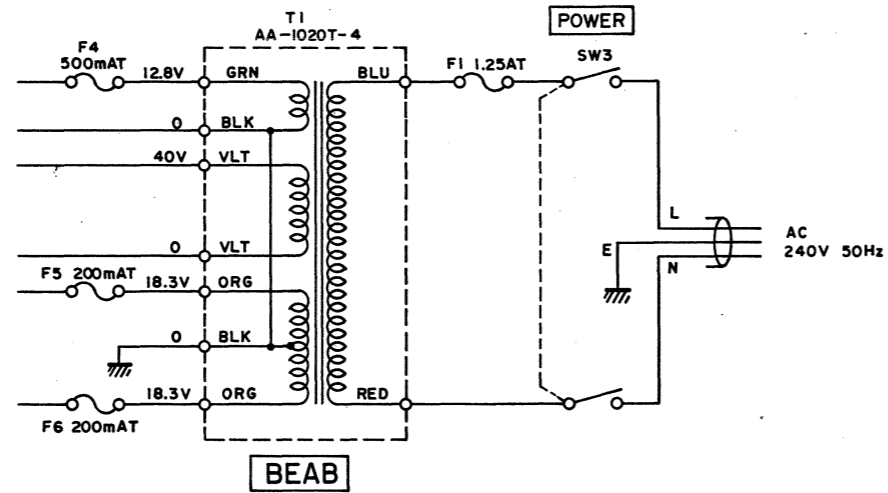 T1
AA-1020T-4
POWER
F4
500mAT
12.8V
GRN
BLU
F1 1.25AT
SW3
0
BLK
40V
VLT
0
VLT
F5 200mAT
18.3V
ORG
0
BLK
18.3V
ORG
RED
F6 200mAT
L
E
N
AC
240V 50Hz
BEAB